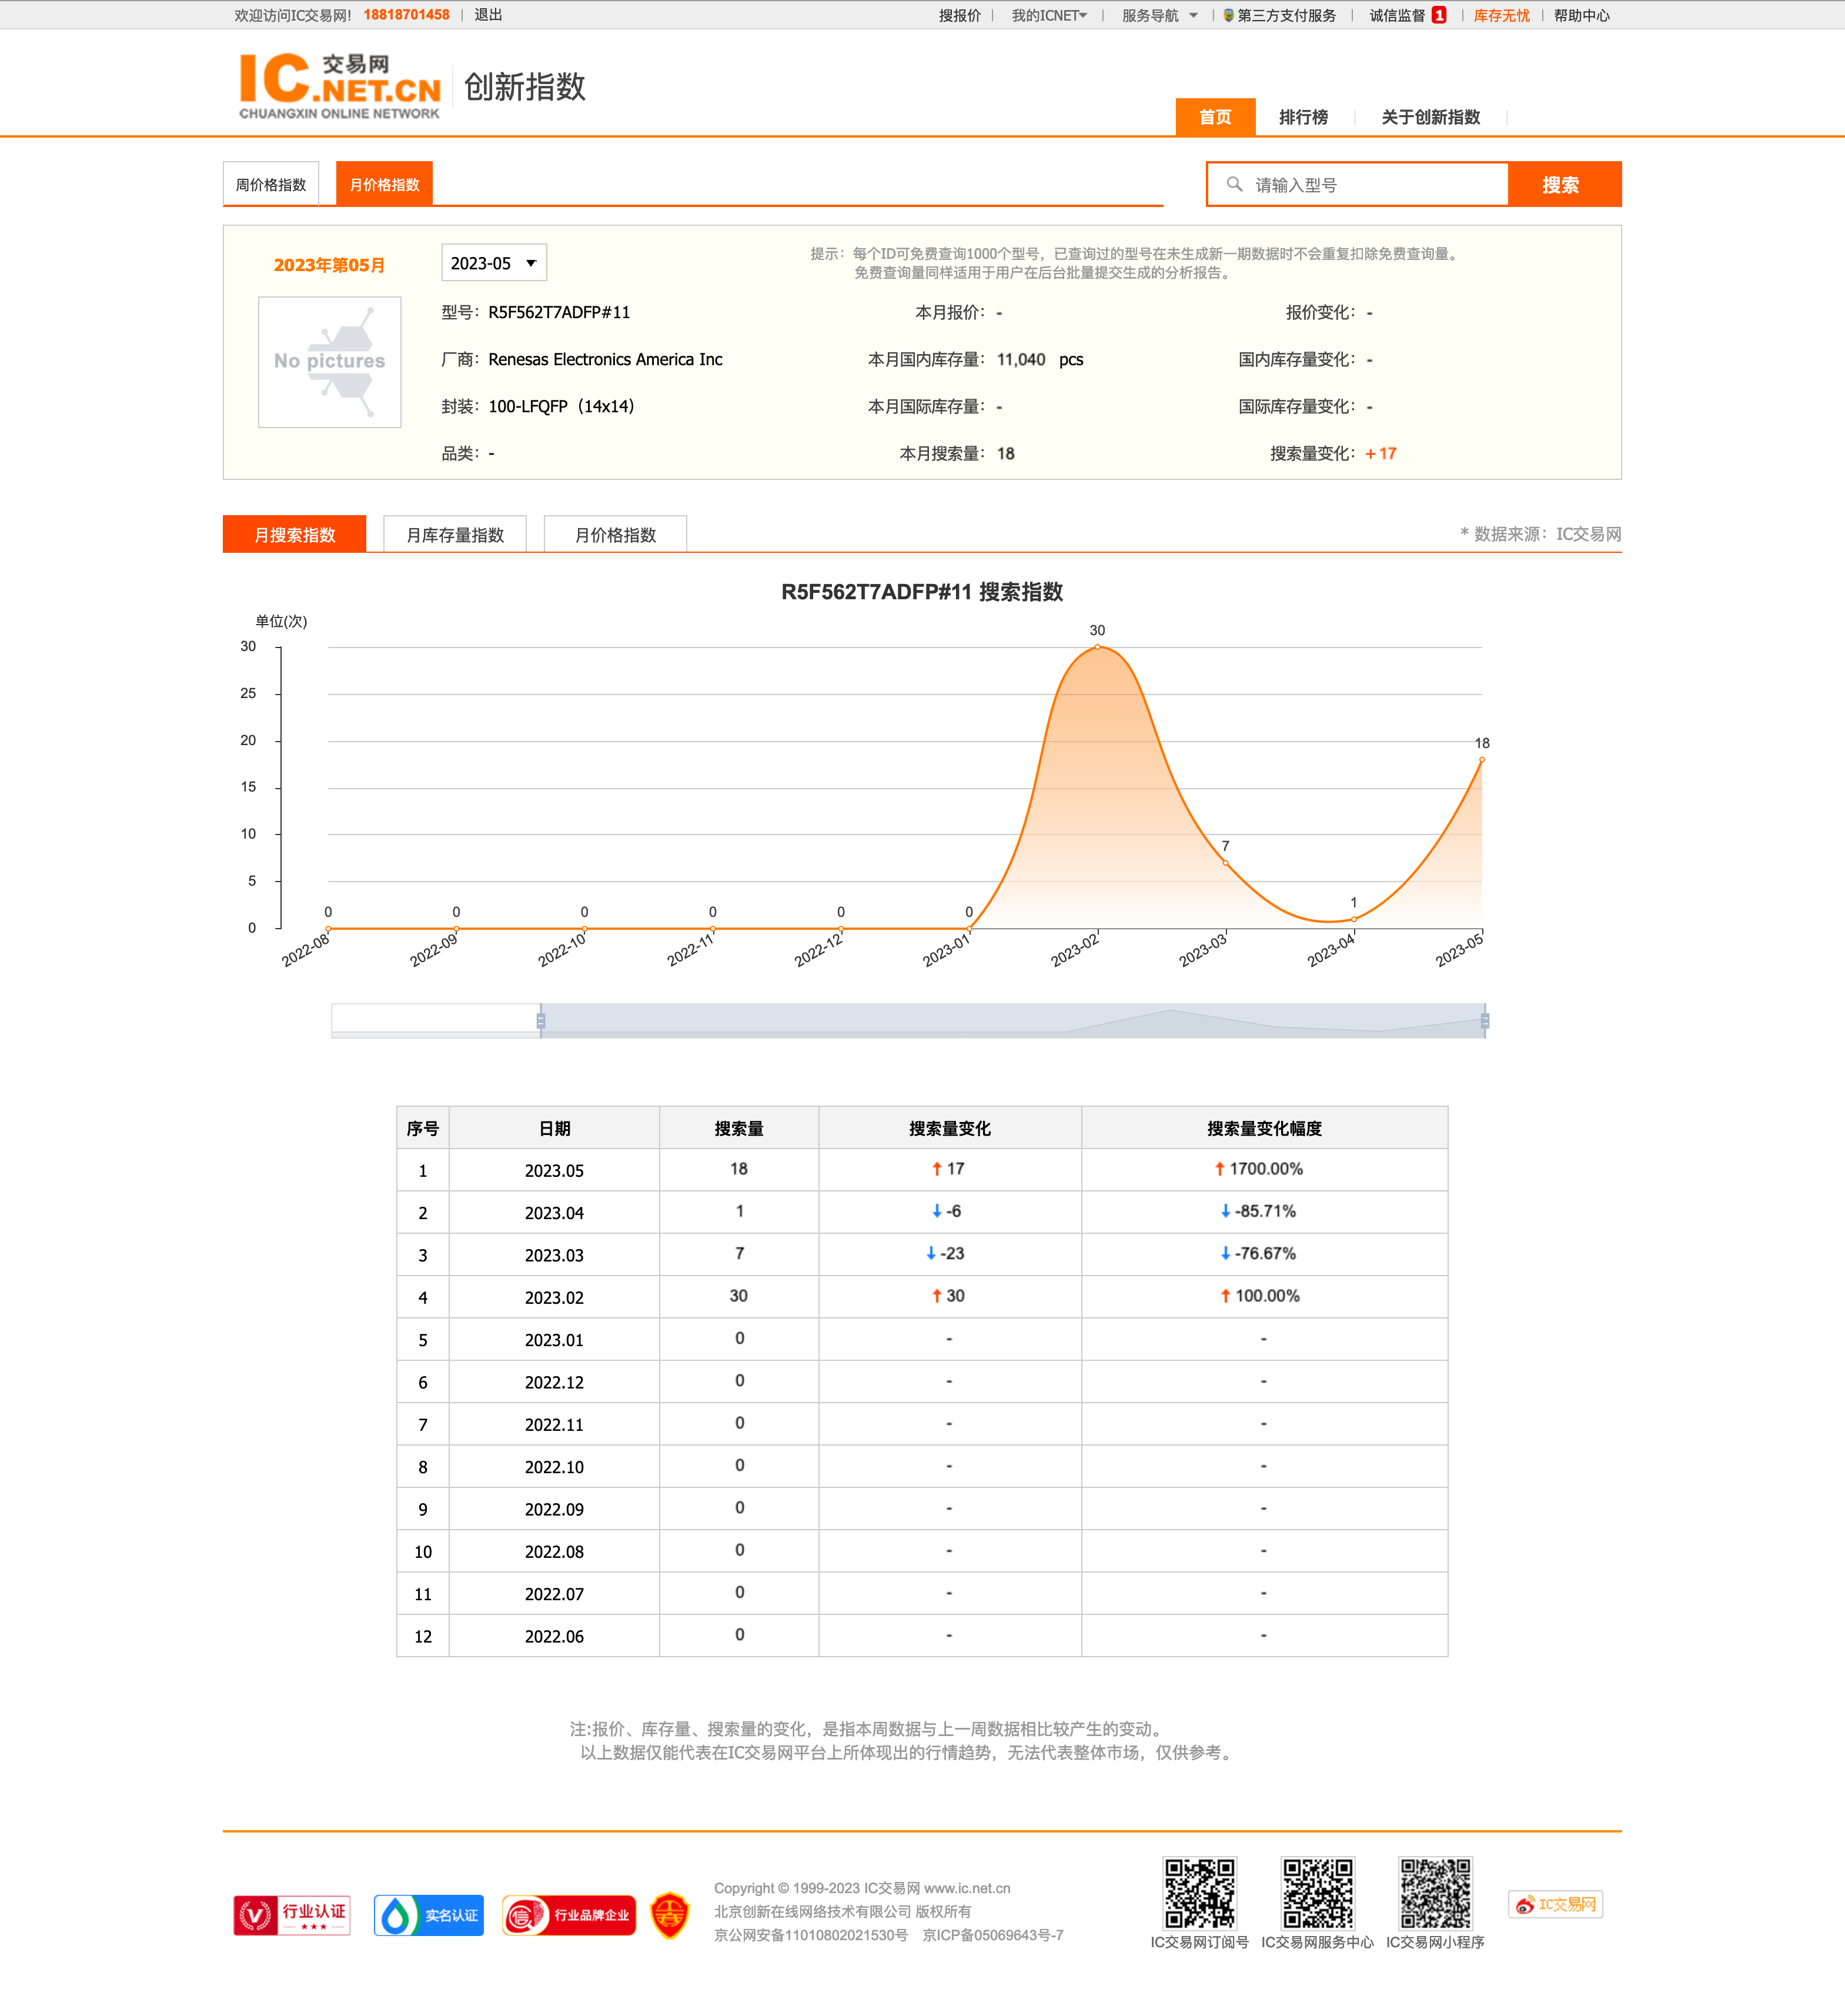 欢迎访问IC交易网! 18818701458 | 退出 搜报价 | 我的ICNET | 服务导航 | 第三方支付服务 | 诚信监督 1 | 库存无忧 | 帮助中心
IC.NET.CN 交易网
CHUANGXIN ONLINE NETWORK
创新指数
首页 排行榜 关于创新指数
周价格指数 月价格指数 请输入型号 搜索
2023年第05月 2023-05 提示：每个ID可免费查询1000个型号，已查询过的型号在未生成新一期数据时不会重复扣除免费查询量。
免费查询量同样适用于用户在后台批量提交生成的分析报告。
No pictures
型号：R5F562T7ADFP#11 本月报价：- 报价变化：-
厂商：Renesas Electronics America Inc 本月国内库存量：11,040 pcs 国内库存量变化：-
封装：100-LFQFP（14x14） 本月国际库存量：- 国际库存量变化：-
品类：- 本月搜索量：18 搜索量变化：+17
月搜索指数 月库存量指数 月价格指数 * 数据来源：IC交易网
R5F562T7ADFP#11 搜索指数
单位(次)
30
25
20
15
10
5
0
0 0 0 0 0 0 30 7 1 18
2022-08 2022-09 2022-10 2022-11 2022-12 2023-01 2023-02 2023-03 2023-04 2023-05
序号 日期 搜索量 搜索量变化 搜索量变化幅度
1 2023.05 18 ↑ 17 ↑ 1700.00%
2 2023.04 1 ↓ -6 ↓ -85.71%
3 2023.03 7 ↓ -23 ↓ -76.67%
4 2023.02 30 ↑ 30 ↑ 100.00%
5 2023.01 0 - -
6 2022.12 0 - -
7 2022.11 0 - -
8 2022.10 0 - -
9 2022.09 0 - -
10 2022.08 0 - -
11 2022.07 0 - -
12 2022.06 0 - -
注:报价、库存量、搜索量的变化，是指本周数据与上一周数据相比较产生的变动。
以上数据仅能代表在IC交易网平台上所体现出的行情趋势，无法代表整体市场，仅供参考。
行业认证
实名认证
信 行业品牌企业
Copyright © 1999-2023 IC交易网 www.ic.net.cn
北京创新在线网络技术有限公司 版权所有
京公网安备11010802021530号 京ICP备05069643号-7
IC交易网订阅号 IC交易网服务中心 IC交易网小程序
IC交易网